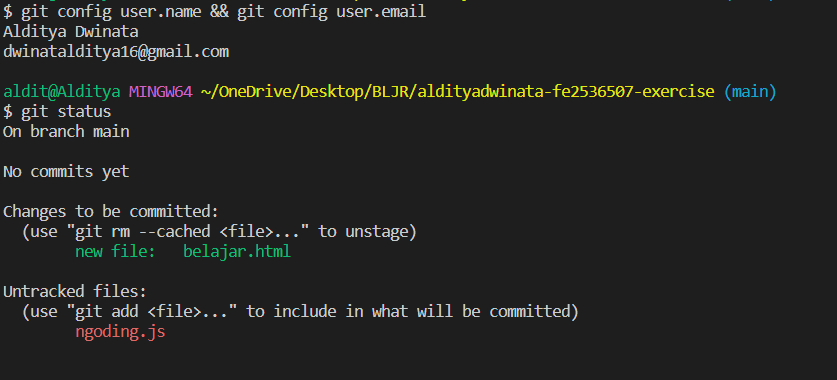 $ git config user.name && git config user.email
Alditya Dwinata
dwinatalditya16@gmail.com
aldit@Alditya MINGW64 ~/OneDrive/Desktop/BLJR/aldityadwinata-fe2536507-exercise (main)
$ git status
On branch main
No commits yet
Changes to be committed:
(use "git rm --cached <file>..." to unstage)
new file: belajar.html
Untracked files:
(use "git add <file>..." to include in what will be committed)
ngoding.js